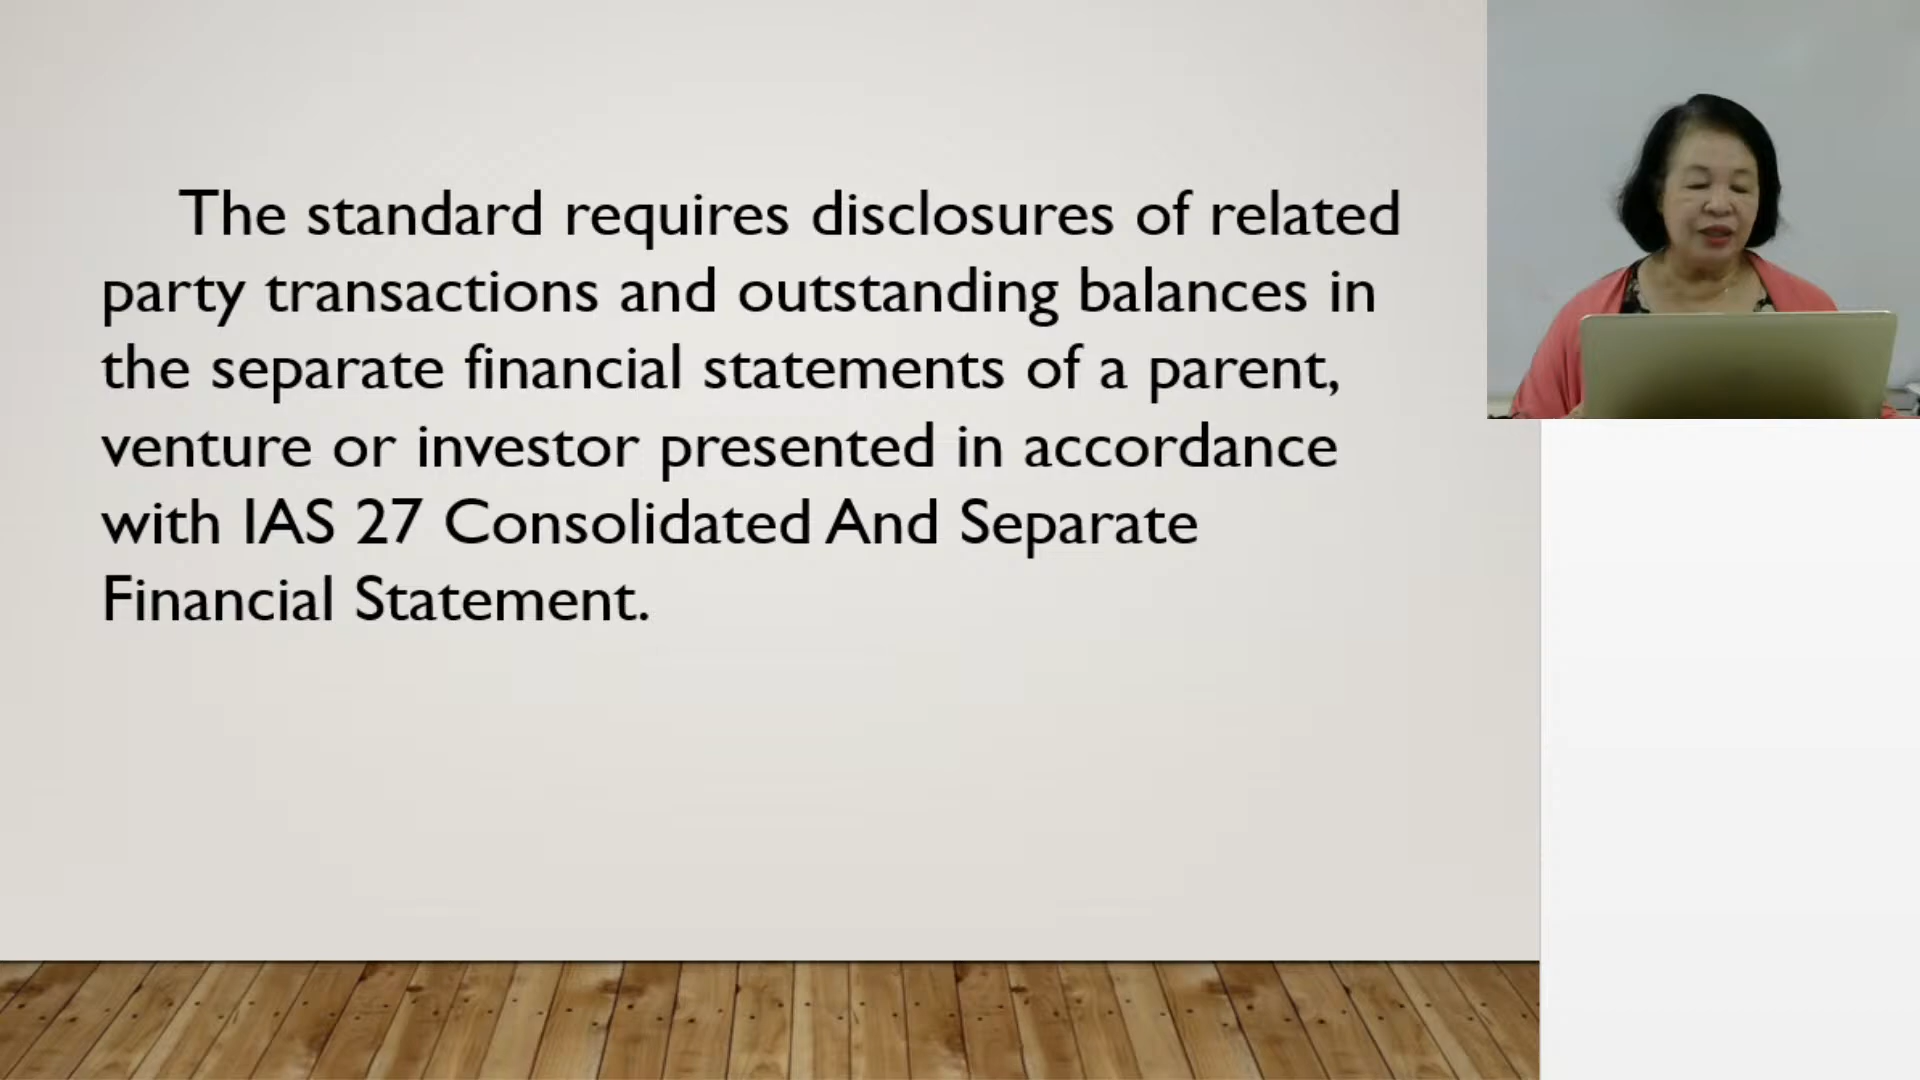 The standard requires disclosures of related
party transactions and outstanding balances in
the separate financial statements of a parent,
venture or investor presented in accordance
with IAS 27 Consolidated And Separate
Financial Statement.